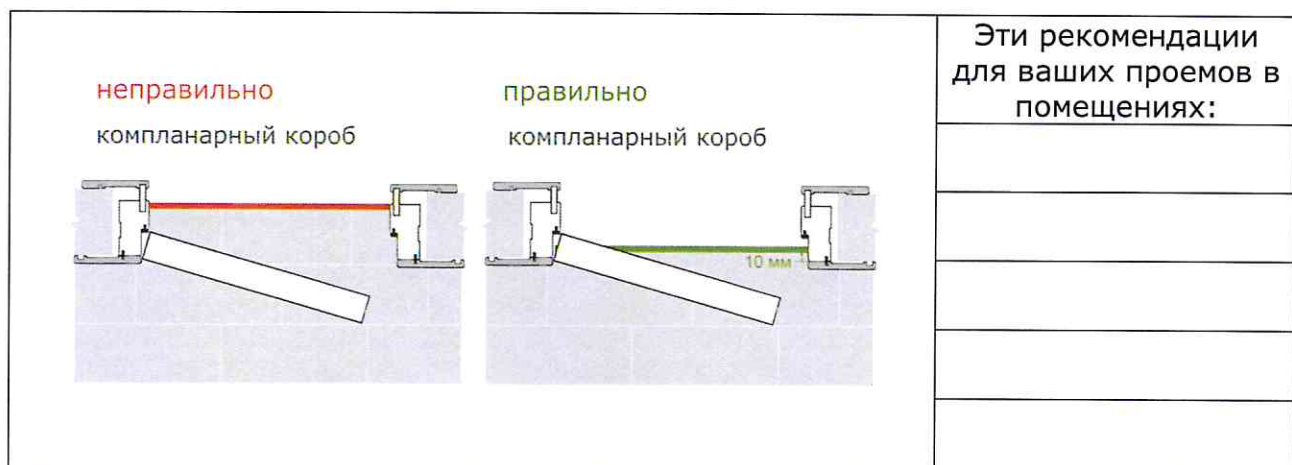 неправильно
компланарный короб
правильно
компланарный короб
10 мм
Эти рекомендации
для ваших проемов в
помещениях: